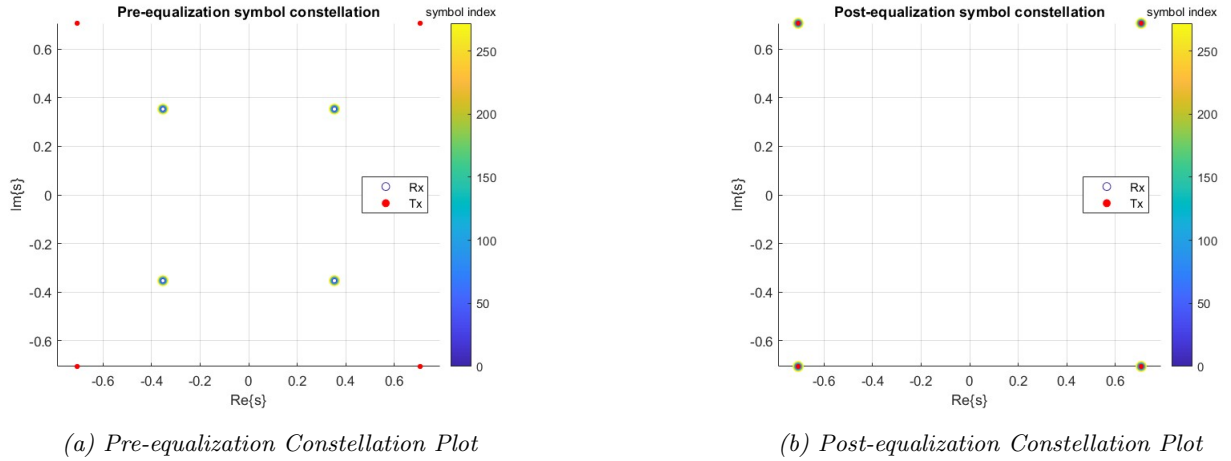 Pre-equalization symbol constellation
symbol index
0.6
0.4
0.2
0
-0.2
-0.4
-0.6
Im{s}
-0.6 -0.4 -0.2 0 0.2 0.4 0.6
Re{s}
Rx
Tx
250
200
150
100
50
0
(a) Pre-equalization Constellation Plot
Post-equalization symbol constellation
symbol index
0.6
0.4
0.2
0
-0.2
-0.4
-0.6
Im{s}
-0.6 -0.4 -0.2 0 0.2 0.4 0.6
Re{s}
Rx
Tx
250
200
150
100
50
0
(b) Post-equalization Constellation Plot